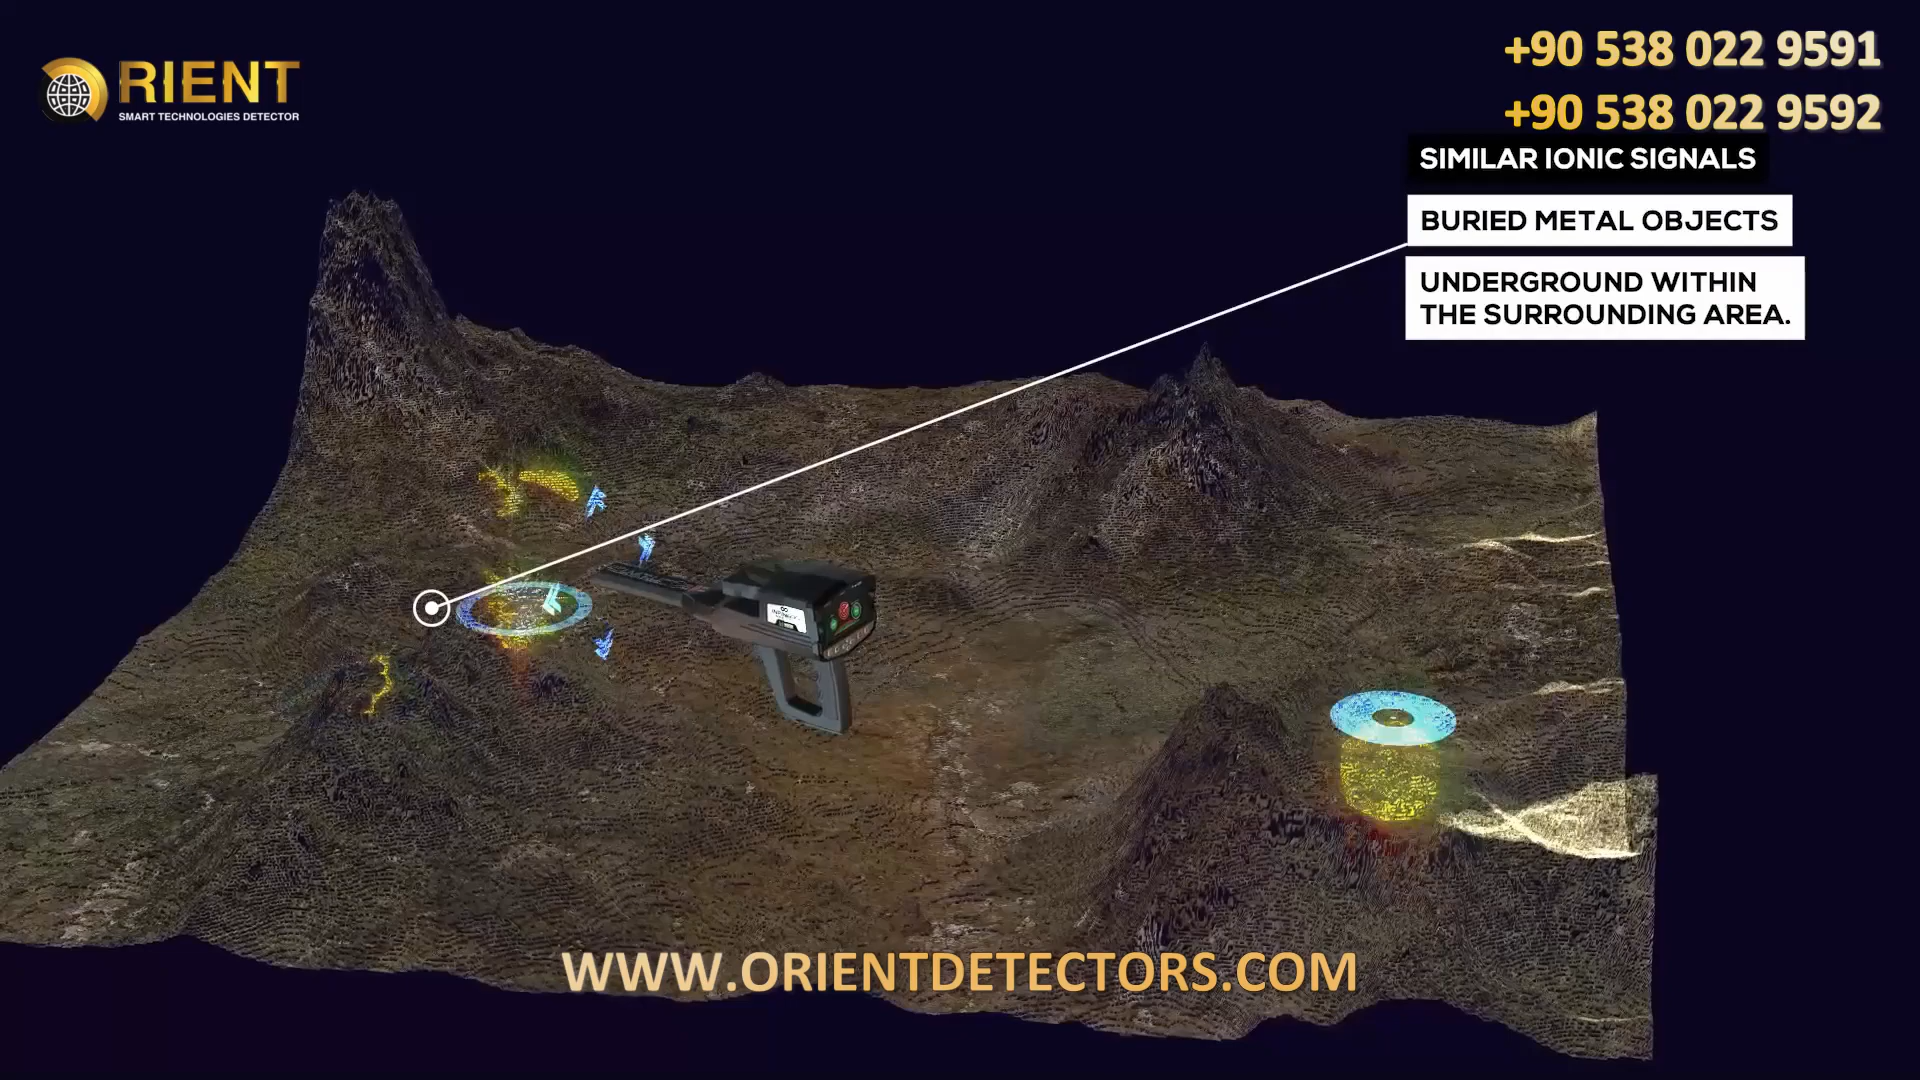 ORIENT
SMART TECHNOLOGIES DETECTOR
+90 538 022 9591
+90 538 022 9592
SIMILAR IONIC SIGNALS
BURIED METAL OBJECTS
UNDERGROUND WITHIN
THE SURROUNDING AREA.
WWW.ORIENTDETECTORS.COM